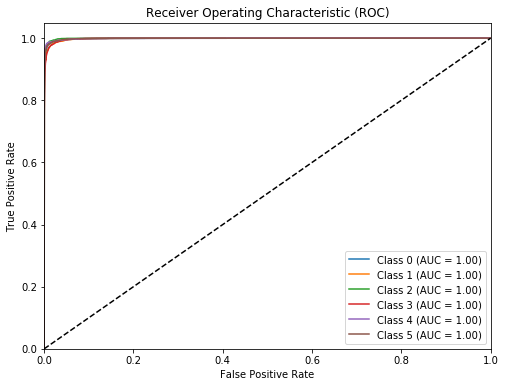 Receiver Operating Characteristic (ROC)
True Positive Rate
1.0
0.8
0.6
0.4
0.2
0.0
Class 0 (AUC = 1.00)
Class 1 (AUC = 1.00)
Class 2 (AUC = 1.00)
Class 3 (AUC = 1.00)
Class 4 (AUC = 1.00)
Class 5 (AUC = 1.00)
0.0 0.2 0.4 0.6 0.8 1.0
False Positive Rate